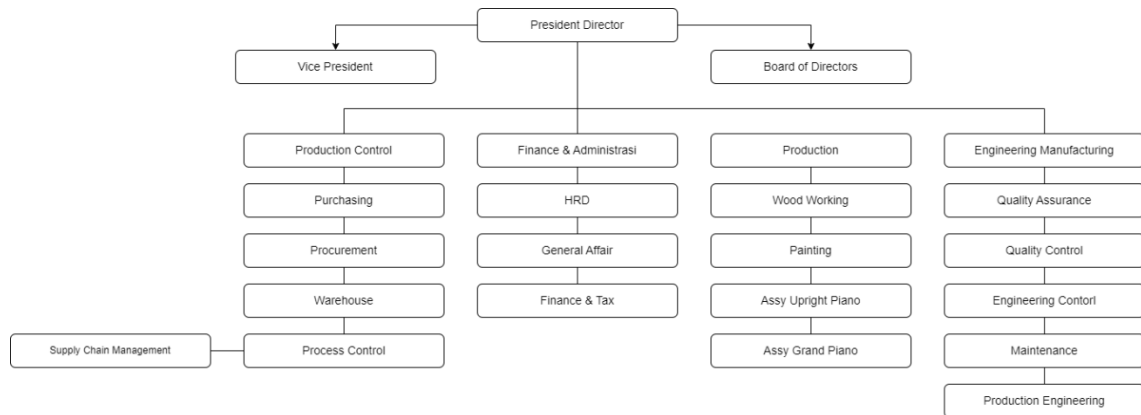 President Director
Vice President
Board of Directors
Production Control
Finance & Administrasi
Production
Engineering Manufacturing
Purchasing
HRD
Wood Working
Quality Assurance
Procurement
General Affair
Painting
Quality Control
Warehouse
Finance & Tax
Assy Upright Piano
Engineering Contorl
Supply Chain Management
Process Control
Assy Grand Piano
Maintenance
Production Engineering